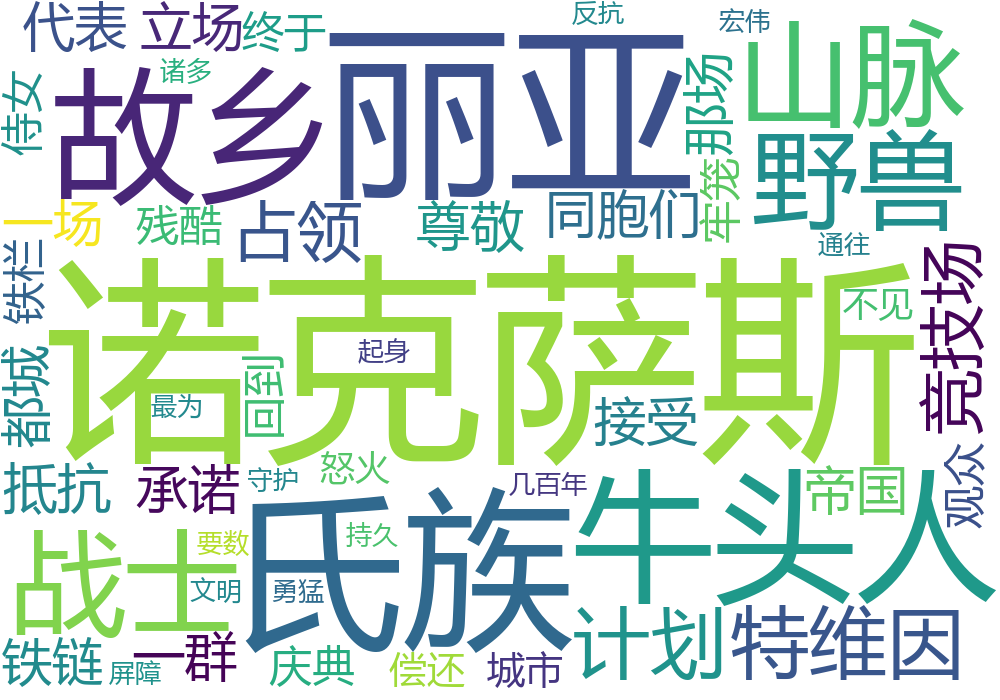 代表
立场
终于
反抗
宏伟
诸多
丽亚
山脉
侍女
故乡
那场
野兽
一场
残酷
占领
尊敬
同胞们
牢笼
通往
铁栏
诺克萨斯
不见
竞技场
起身
都城
回到
最为
接受
抵抗
承诺
守护
怒火
几百年
帝国
观众
氏族
牛头人
战士
要数
持久
文明
勇猛
计划
特维因
铁链
屏障
一群
庆典
偿还
城市